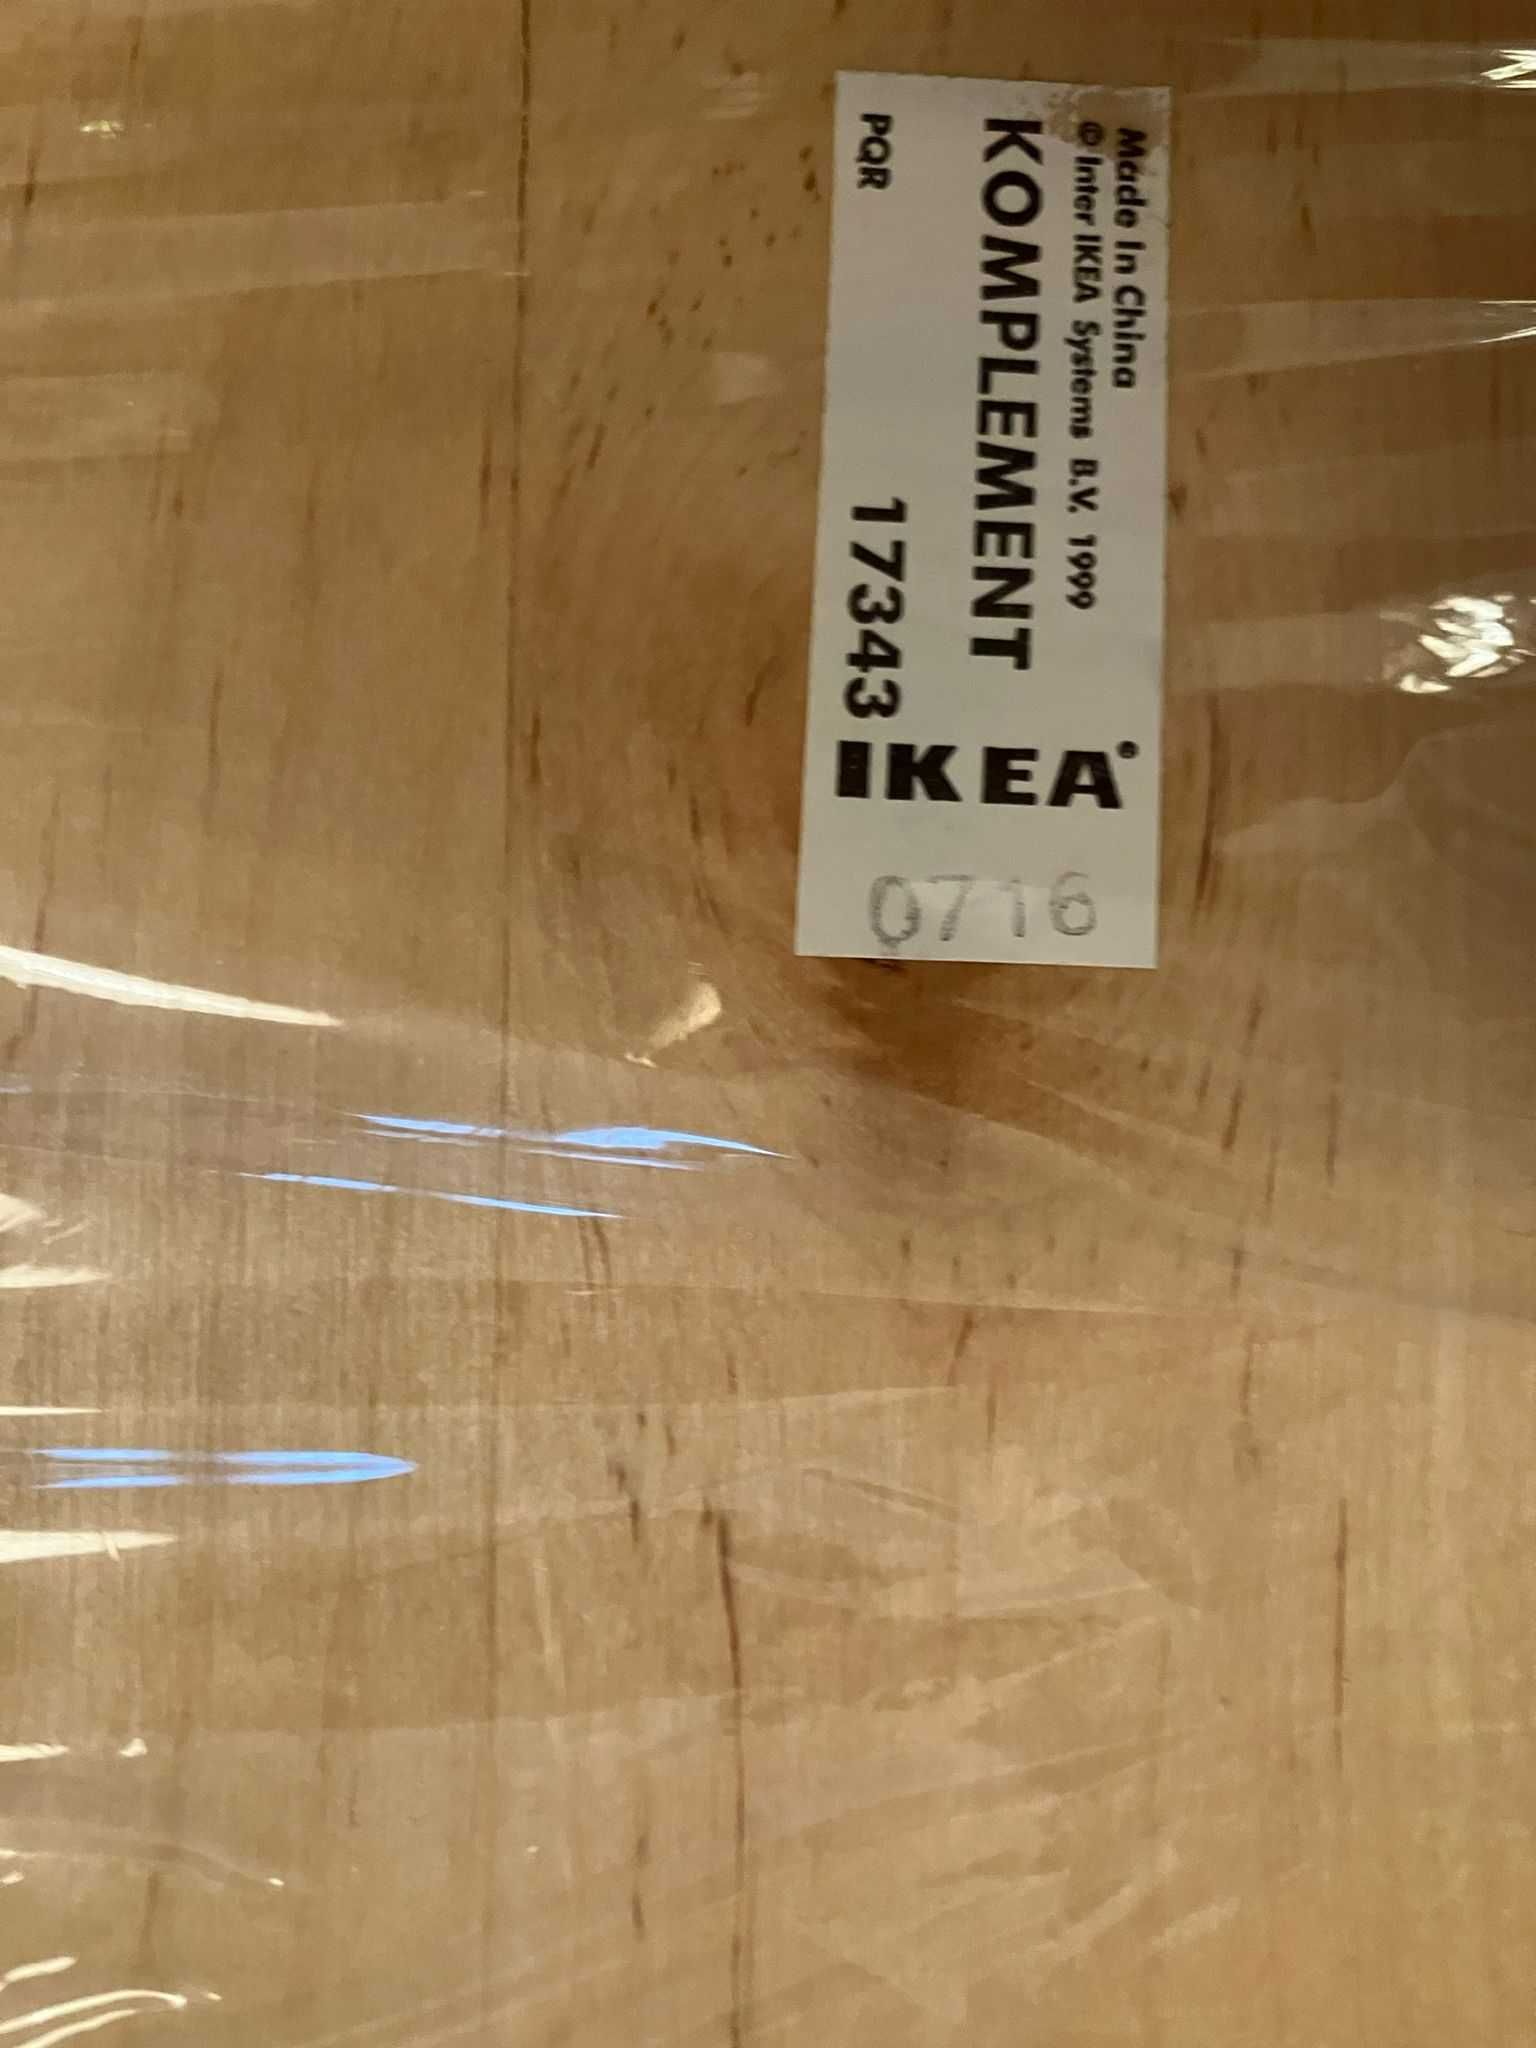 Made In China
© Inter IKEA Systems B.V. 1999
KOMPLEMENT
PQR 17343
IKEA®
0716